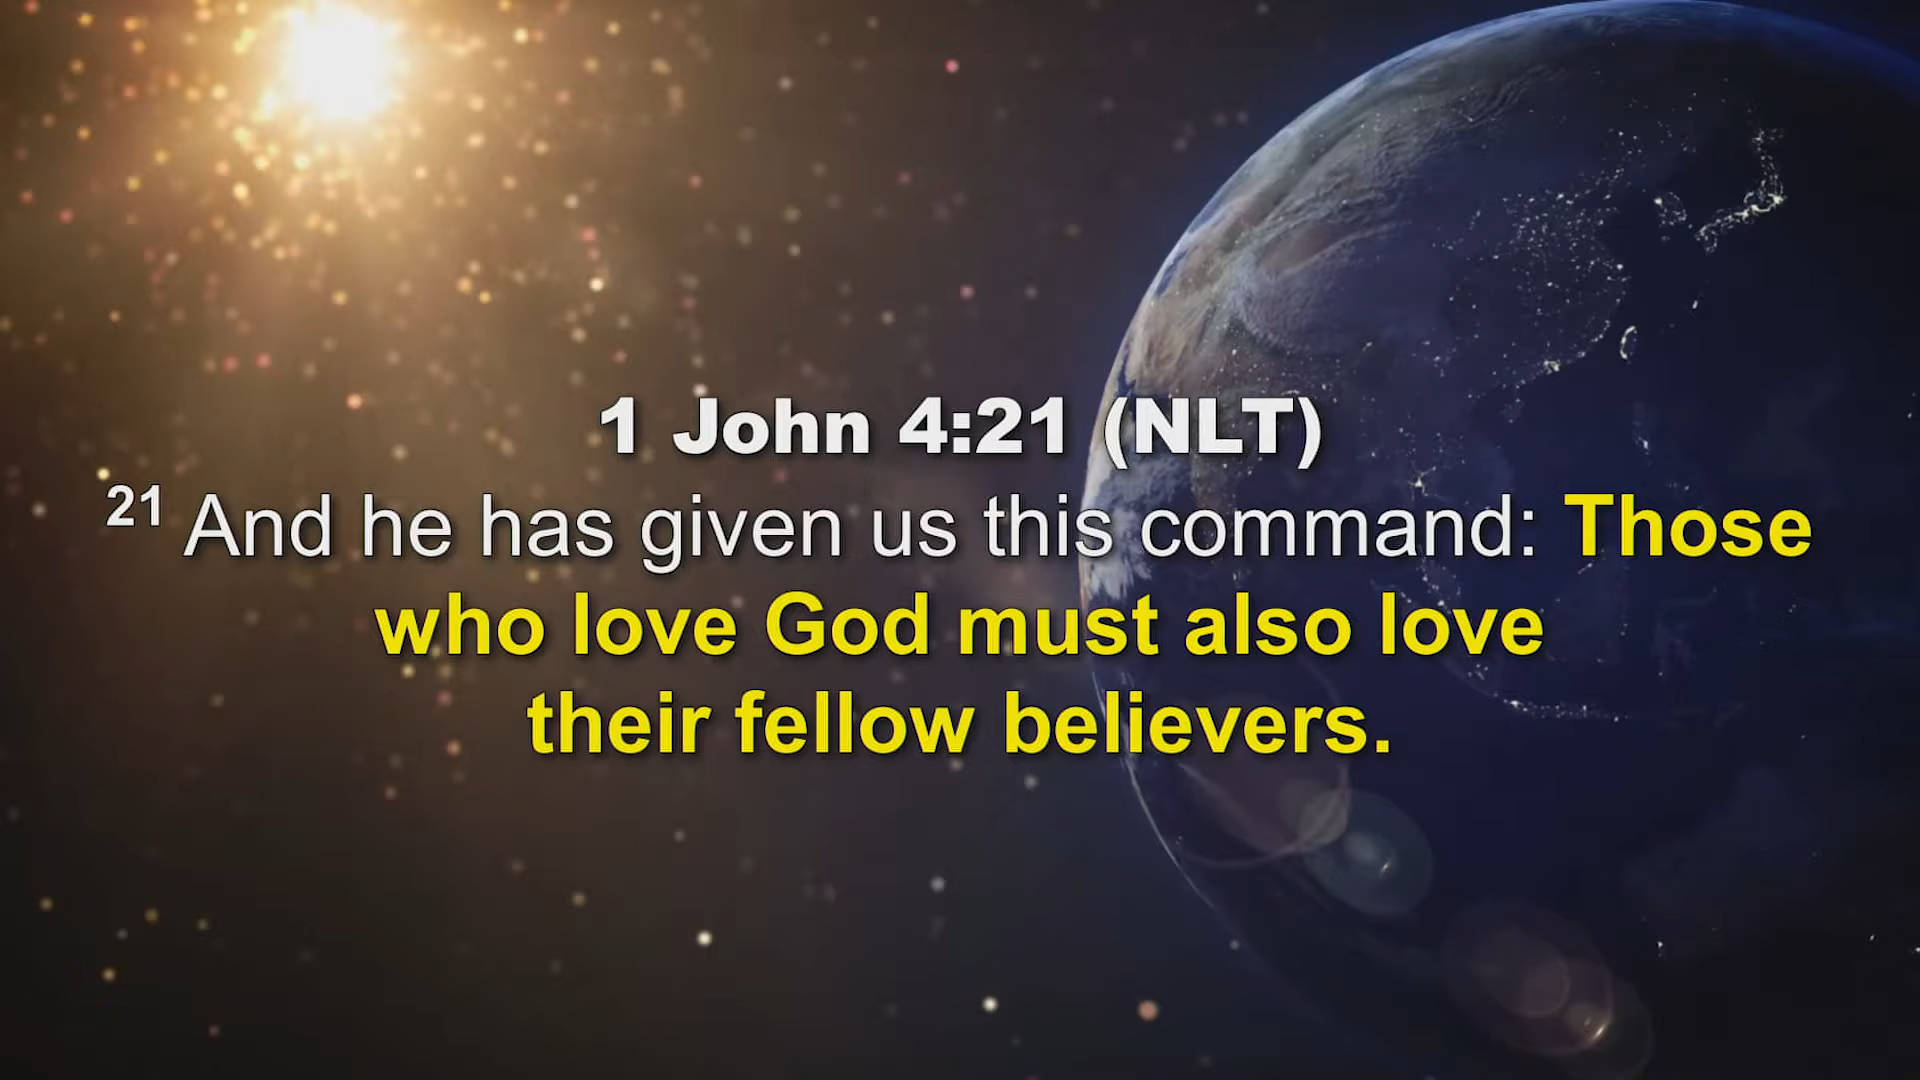 1 John 4:21 (NLT)
21 And he has given us this command: Those
who love God must also love
their fellow believers.